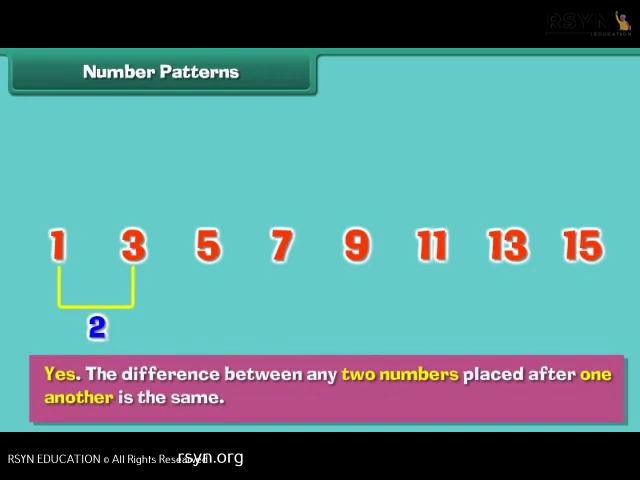 RSYN
EDUCATION
Number Patterns
1 3 5 7 9 11 13 15
2
Yes. The difference between any two numbers placed after one
another is the same.
RSYN EDUCATION © All Rights Reserved
rsyn.org